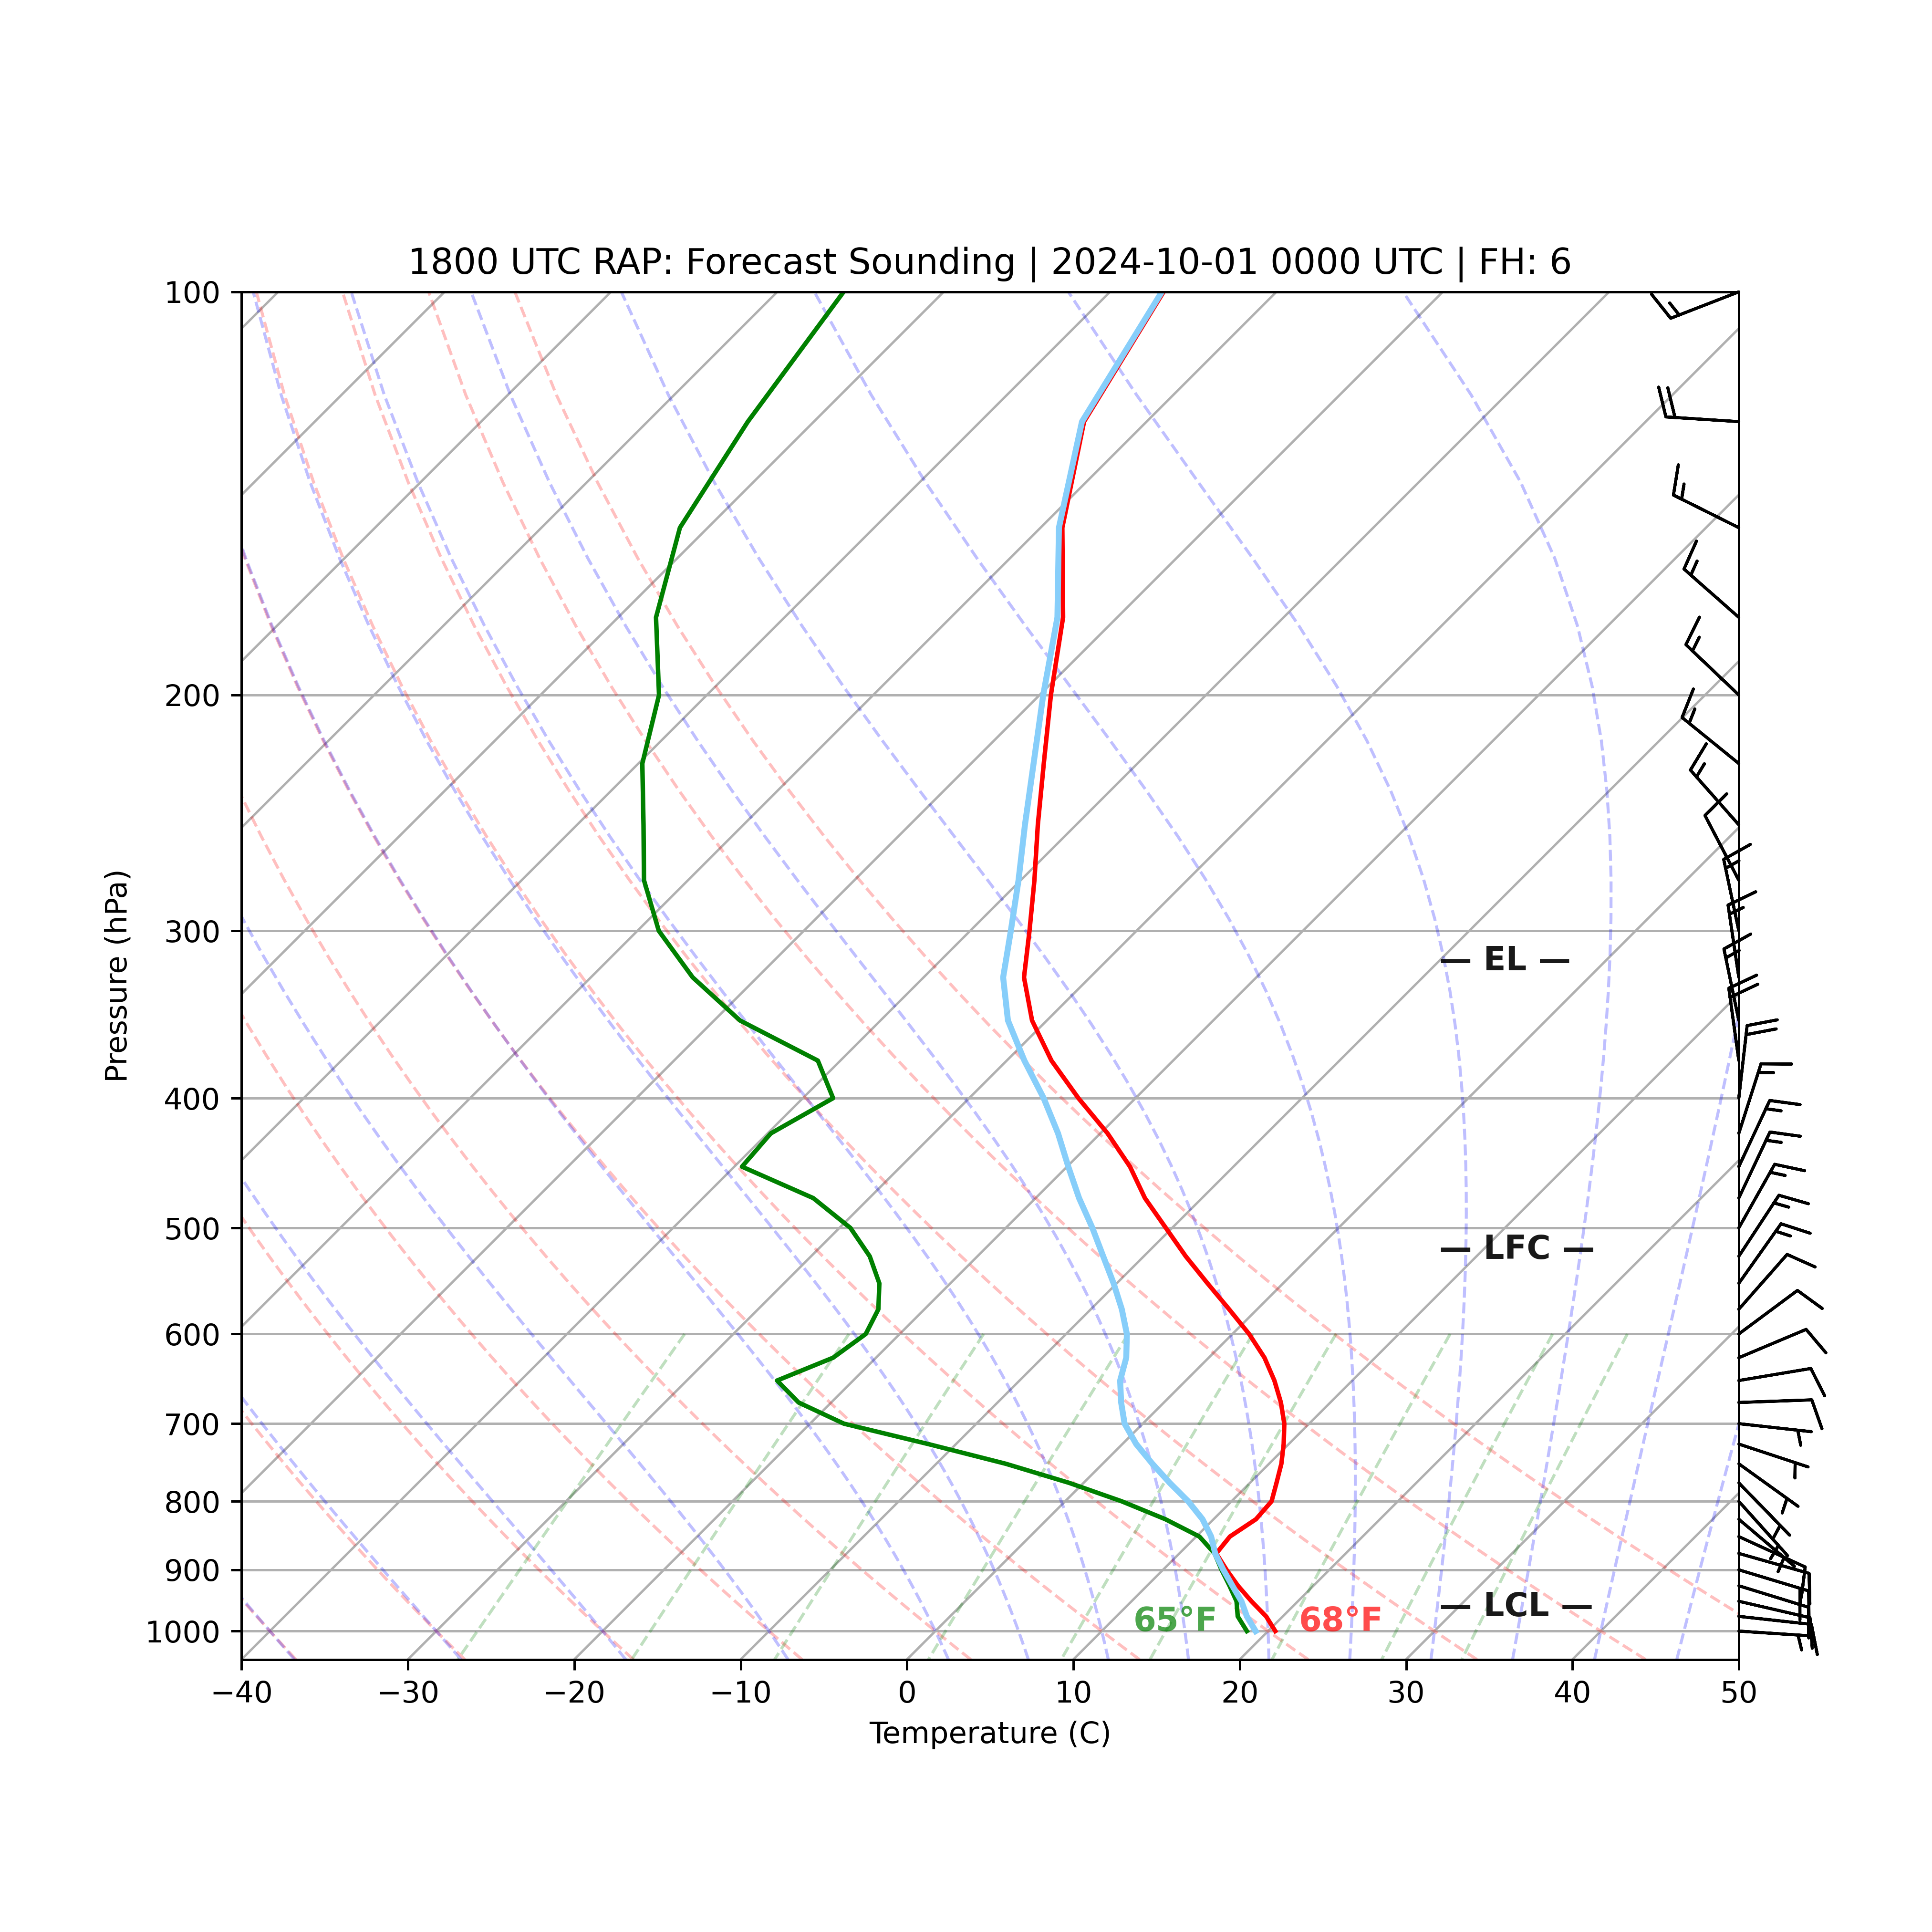 1800 UTC RAP: Forecast Sounding | 2024-10-01 0000 UTC | FH: 6
100
200
300
— EL —
Pressure (hPa)
400
500
— LFC —
600
700
800
900
— LCL —
65°F 68°F
1000
−40 −30 −20 −10 0 10 20 30 40 50
Temperature (C)